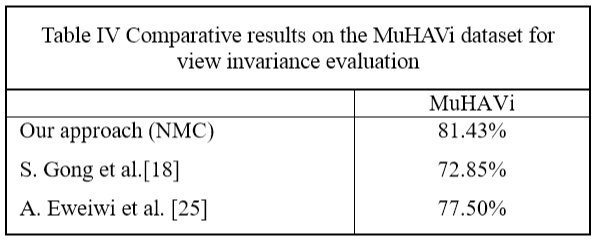 Table IV Comparative results on the MuHAVi dataset for
view invariance evaluation
MuHAVi
Our approach (NMC) 81.43%
S. Gong et al.[18] 72.85%
A. Eweiwi et al. [25] 77.50%